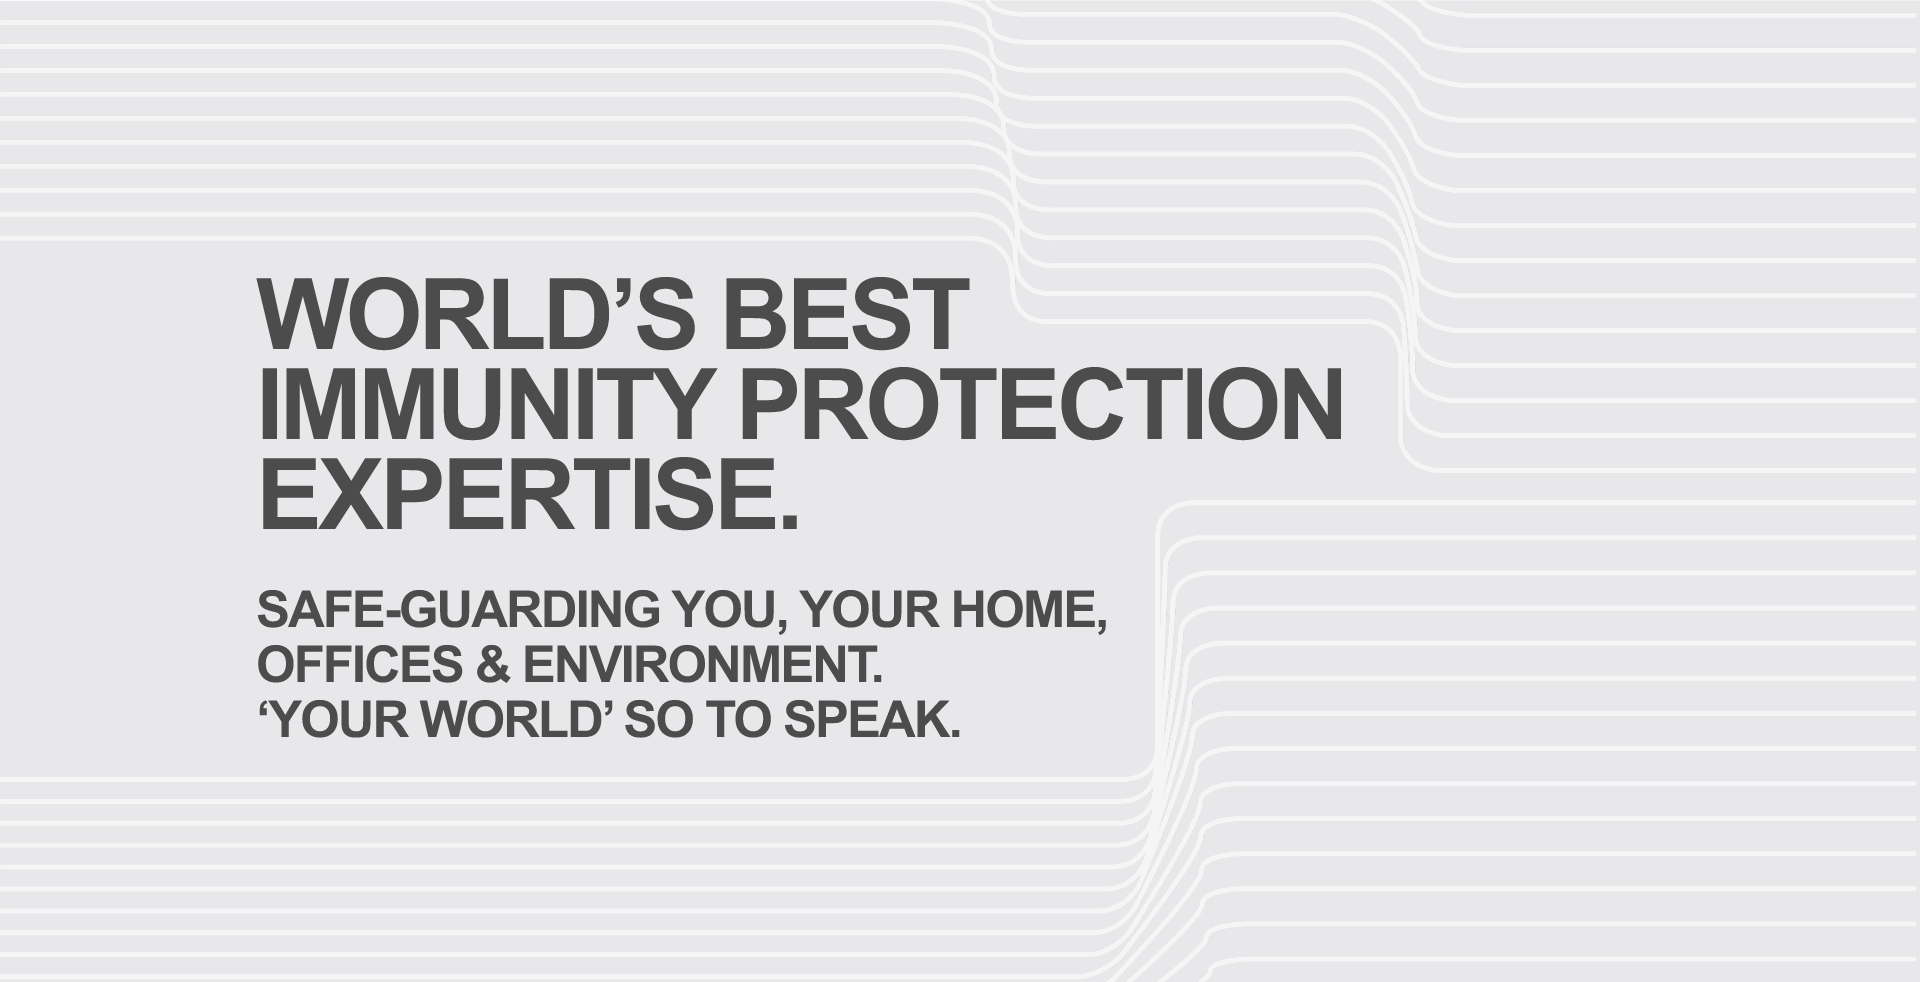 WORLD’S BEST
IMMUNITY PROTECTION
EXPERTISE.
SAFE-GUARDING YOU, YOUR HOME,
OFFICES & ENVIRONMENT.
‘YOUR WORLD’ SO TO SPEAK.